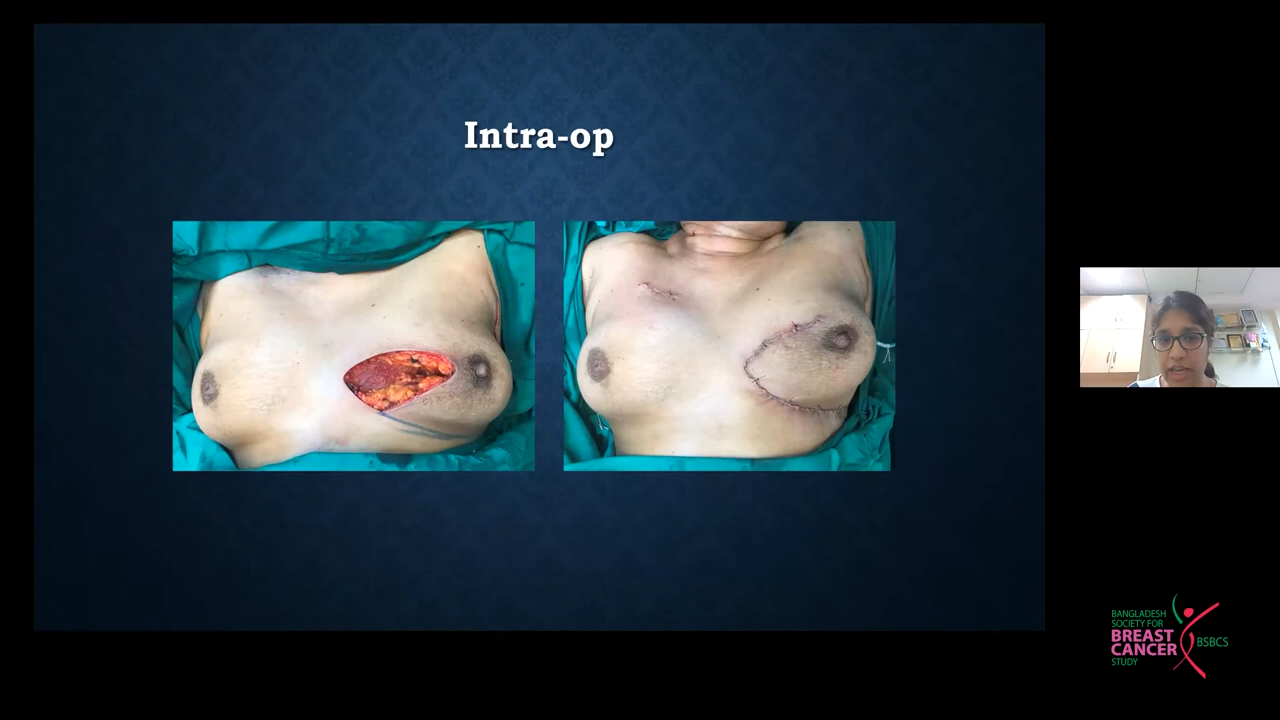 Intra-op
BANGLADESH
SOCIETY FOR
BREAST
CANCER
STUDY
BSBCS